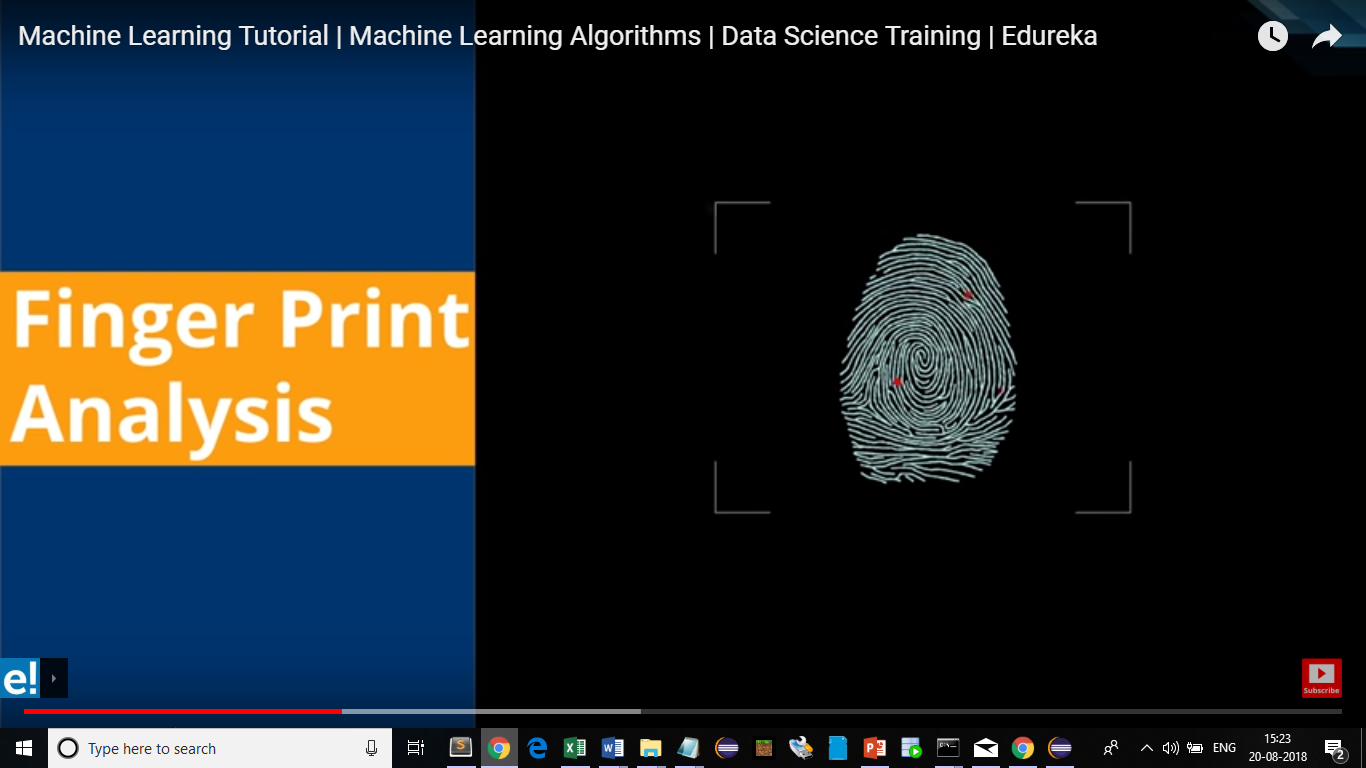 Machine Learning Tutorial | Machine Learning Algorithms | Data Science Training | Edureka
Finger Print
Analysis
e!
Subscribe
Type here to search
S
X
W
P
C:\
ENG
15:23
20-08-2018
2